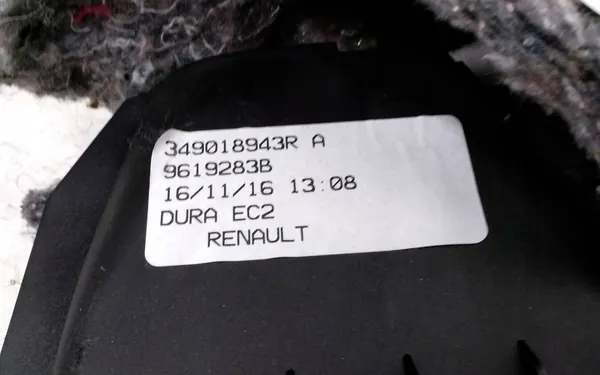 349018943R A
9619283B
16/11/16 13:08
DURA EC2
RENAULT